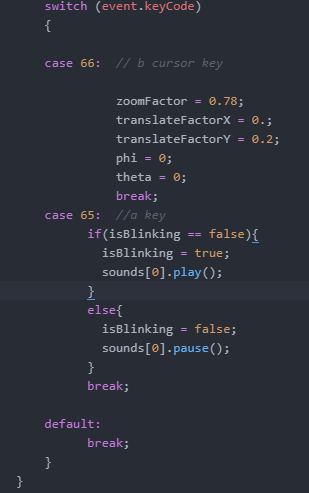 switch (event.keyCode)
{
case 66:  // b cursor key
zoomFactor = 0.78;
translateFactorX = 0.;
translateFactorY = 0.2;
phi = 0;
theta = 0;
break;
case 65:  //a key
if(isBlinking == false){
isBlinking = true;
sounds[0].play();
}
else{
isBlinking = false;
sounds[0].pause();
}
break;
default:
break;
}
}